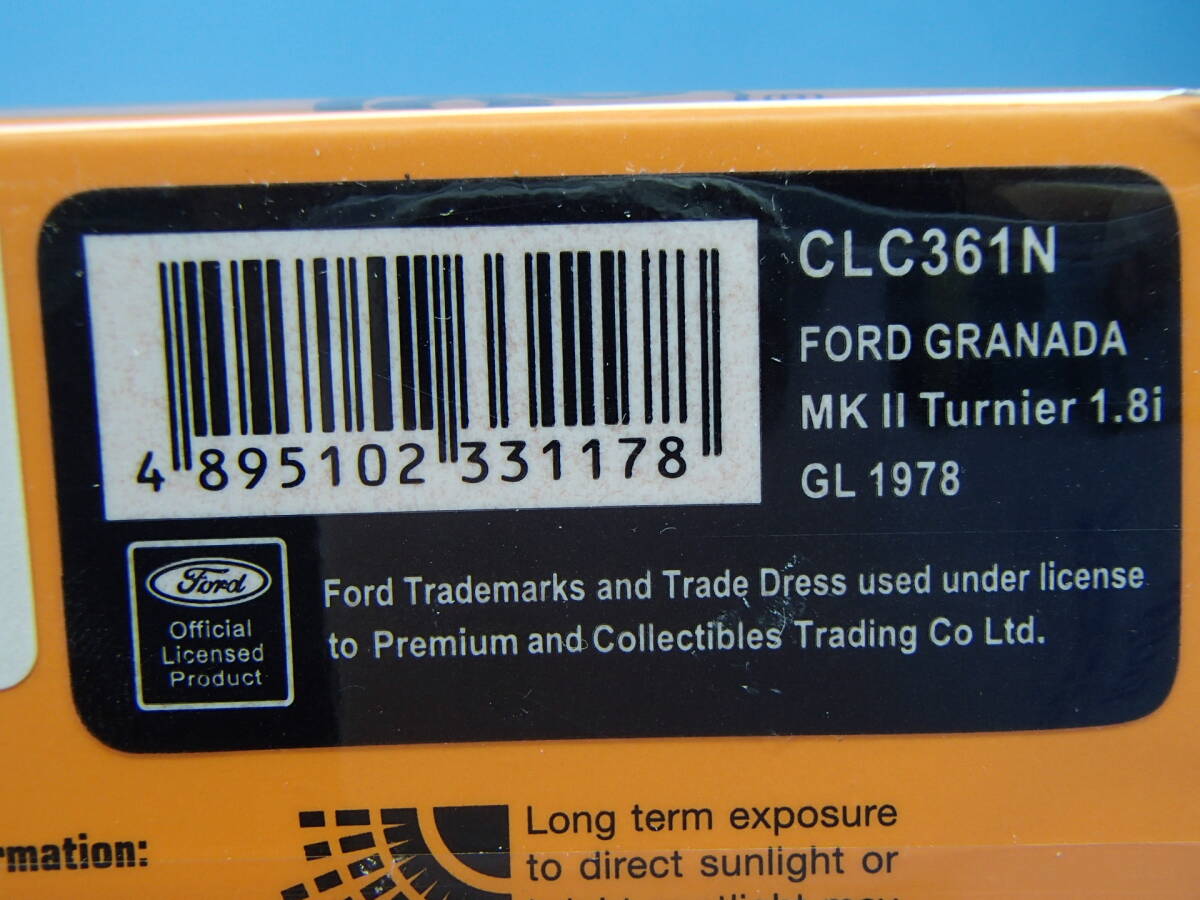 CLC361N
FORD GRANADA
MK II Turnier 1.8i
GL 1978
4 895102 331178
Ford
Official
Licensed
Product
Ford Trademarks and Trade Dress used under license
to Premium and Collectibles Trading Co Ltd.
rmation:
Long term exposure
to direct sunlight or